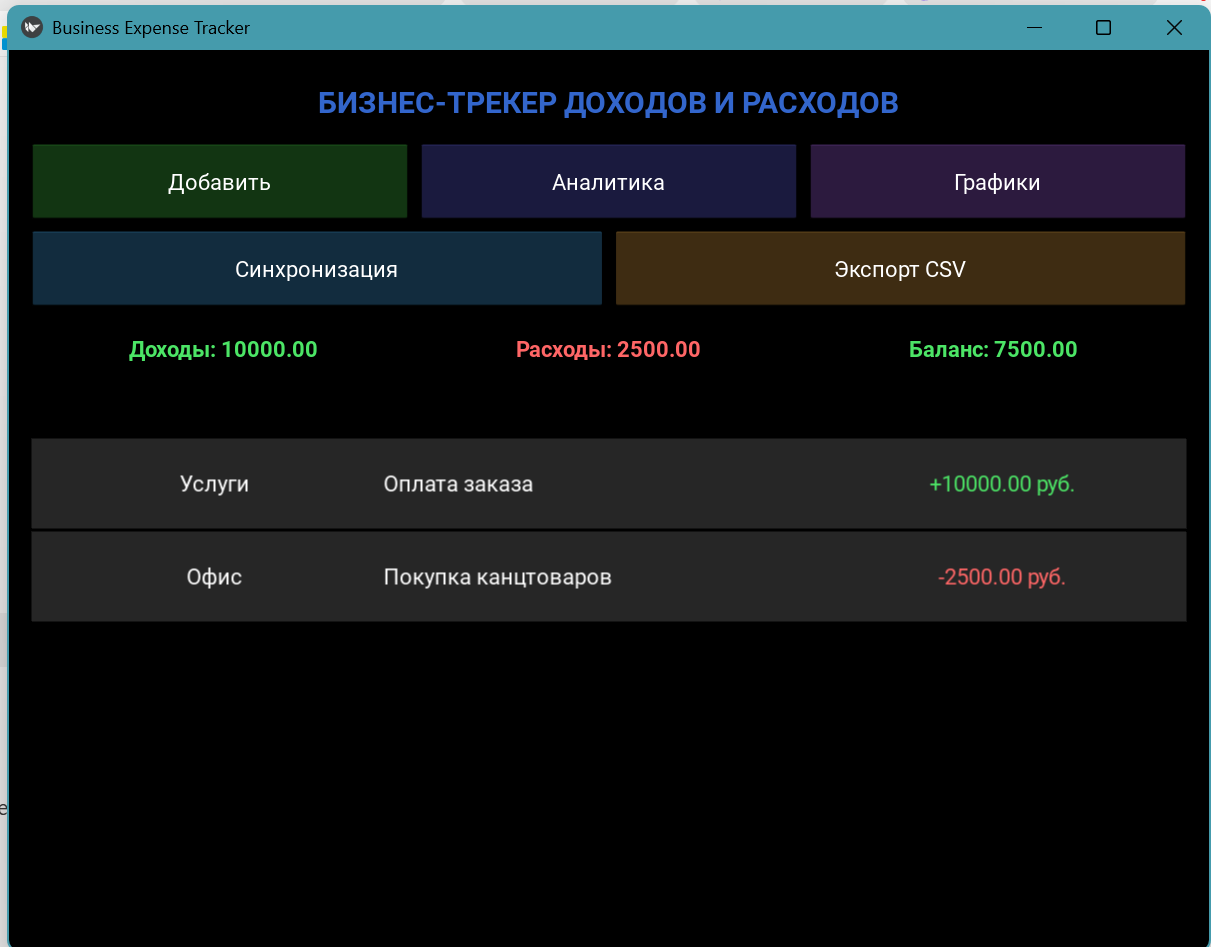 Business Expense Tracker
БИЗНЕС-ТРЕКЕР ДОХОДОВ И РАСХОДОВ
Добавить Аналитика Графики
Синхронизация Экспорт CSV
Доходы: 10000.00 Расходы: 2500.00 Баланс: 7500.00
Услуги Оплата заказа +10000.00 руб.
Офис Покупка канцтоваров -2500.00 руб.